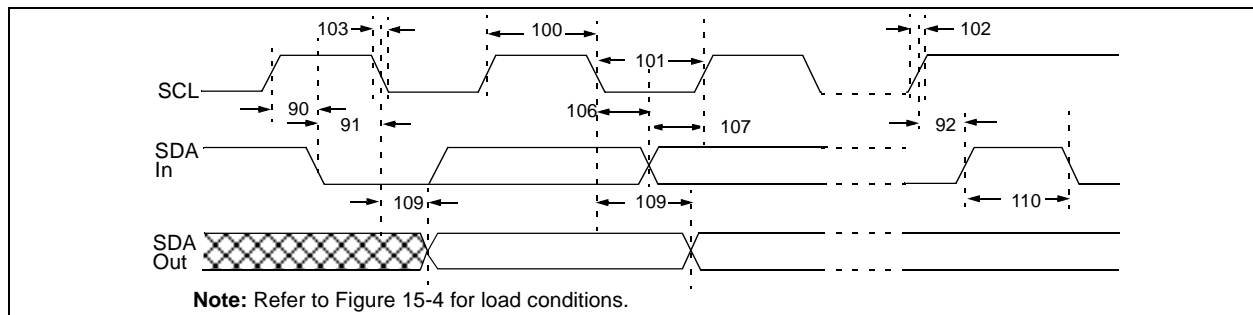 103
100
102
101
SCL
90
91
106
107
92
SDA
In
109
109
110
SDA
Out
Note: Refer to Figure 15-4 for load conditions.